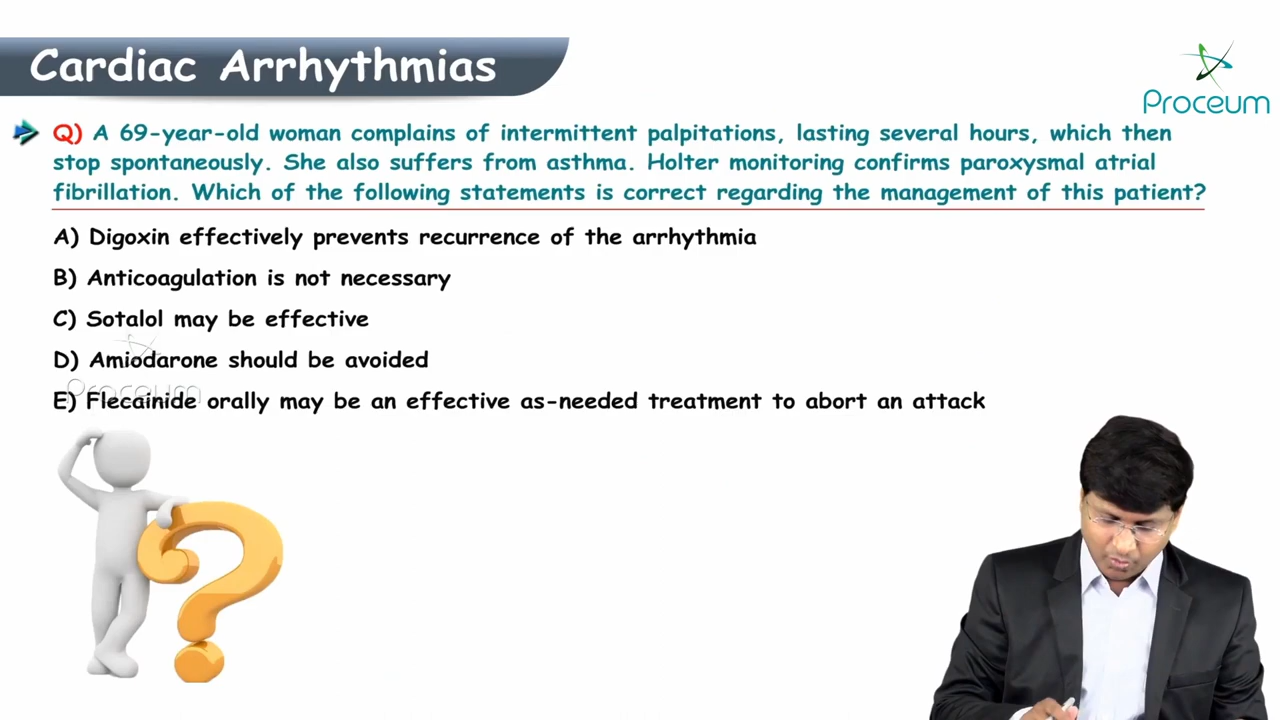 Cardiac Arrhythmias
Proceum
Q) A 69-year-old woman complains of intermittent palpitations, lasting several hours, which then
stop spontaneously. She also suffers from asthma. Holter monitoring confirms paroxysmal atrial
fibrillation. Which of the following statements is correct regarding the management of this patient?
A) Digoxin effectively prevents recurrence of the arrhythmia
B) Anticoagulation is not necessary
C) Sotalol may be effective
D) Amiodarone should be avoided
Proceum
E) Flecainide orally may be an effective as-needed treatment to abort an attack